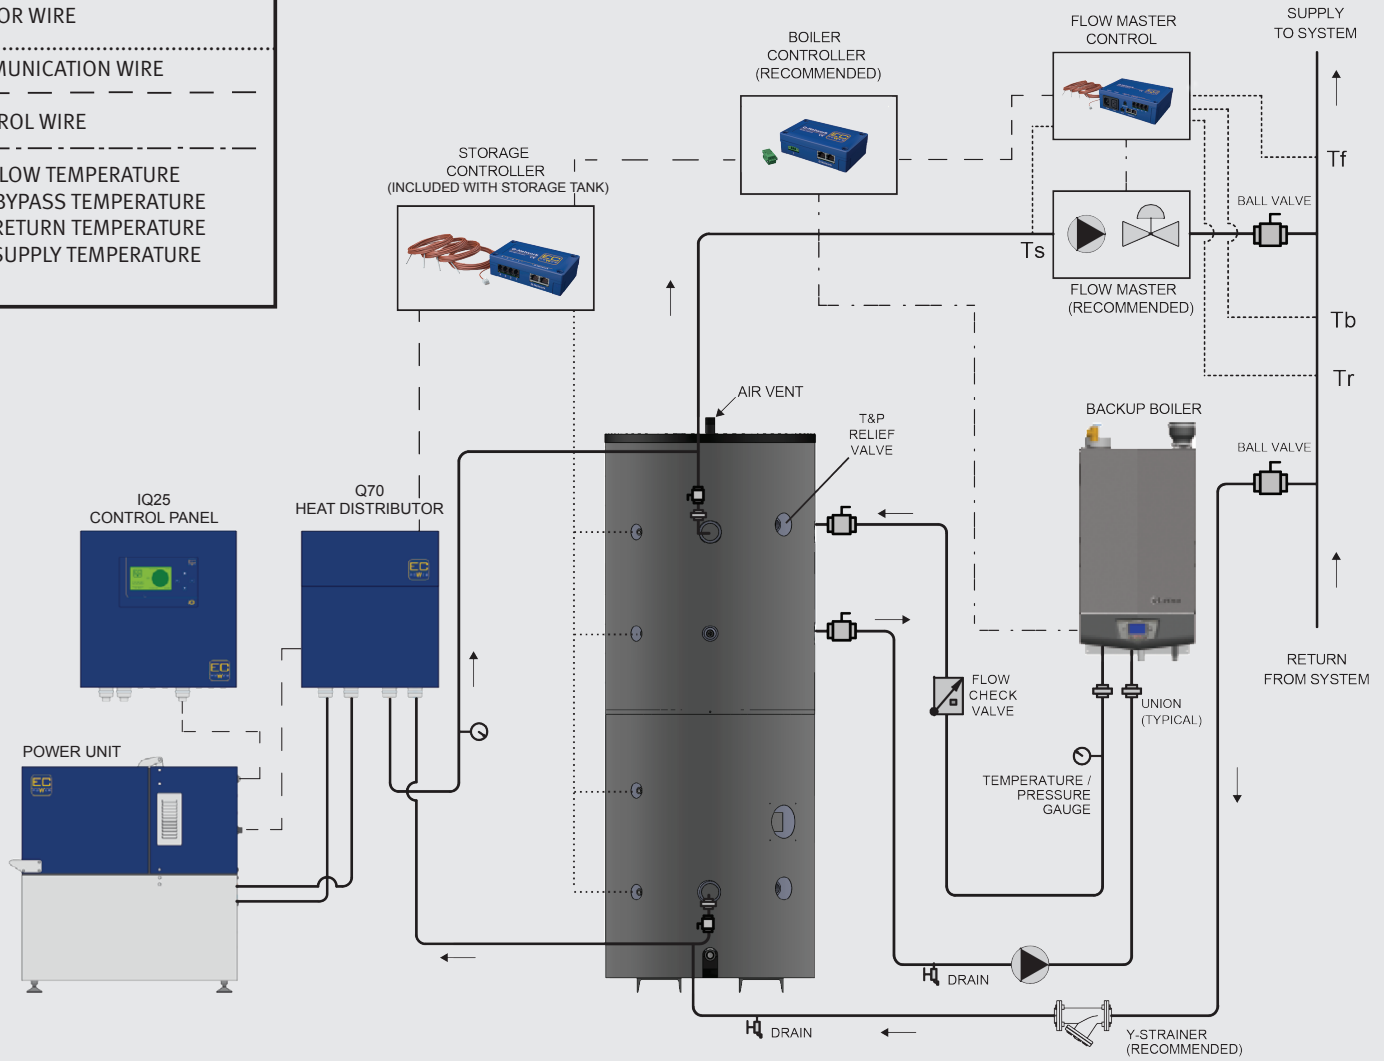 OR WIRE
MUNICATION WIRE
ROL WIRE
LOW TEMPERATURE
BYPASS TEMPERATURE
RETURN TEMPERATURE
SUPPLY TEMPERATURE
STORAGE
CONTROLLER
(INCLUDED WITH STORAGE TANK)
BOILER
CONTROLLER
(RECOMMENDED)
FLOW MASTER
CONTROL
SUPPLY
TO SYSTEM
Tf
BALL VALVE
Ts
FLOW MASTER
(RECOMMENDED)
Tb
Tr
AIR VENT
T&P
RELIEF
VALVE
BACKUP BOILER
BALL VALVE
IQ25
CONTROL PANEL
Q70
HEAT DISTRIBUTOR
EC
EC
RETURN
FROM SYSTEM
FLOW
CHECK
VALVE
UNION
(TYPICAL)
POWER UNIT
EC
TEMPERATURE /
PRESSURE
GAUGE
DRAIN
DRAIN
Y-STRAINER
(RECOMMENDED)